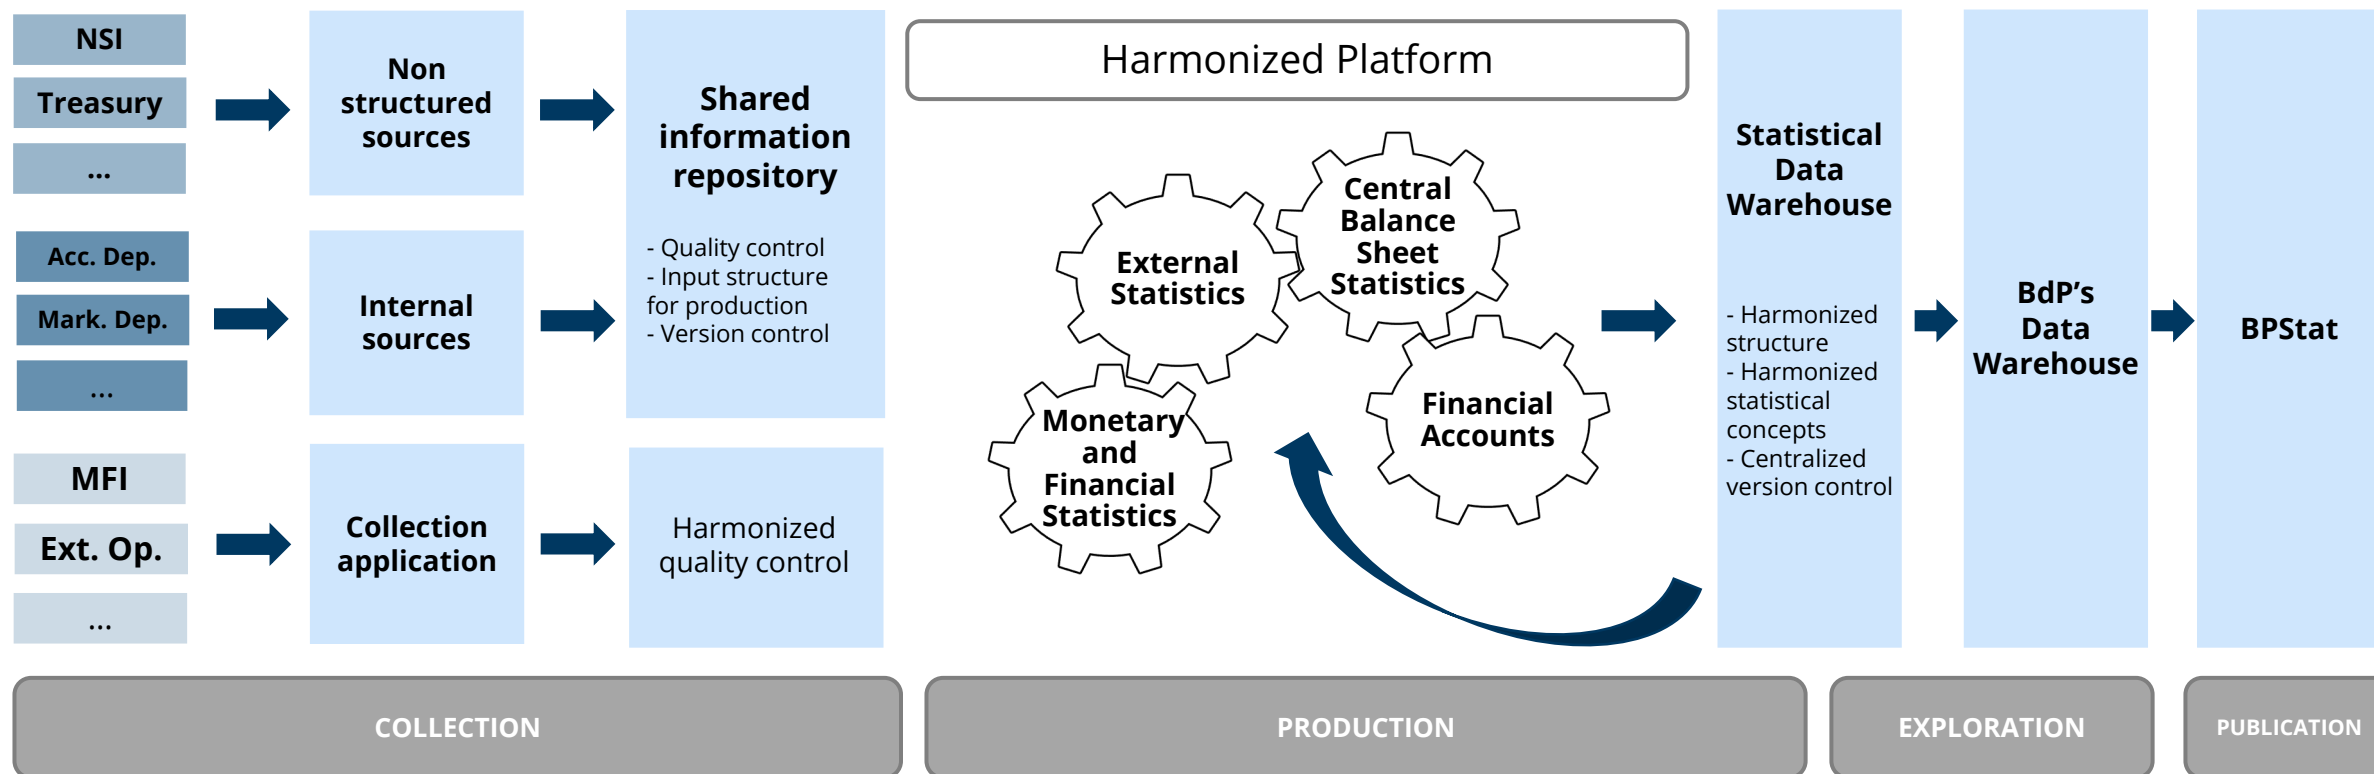 NSI
Treasury
...
Acc. Dep.
Mark. Dep.
...
MFI
Ext. Op.
...
Non
structured
sources
Internal
sources
Collection
application
Shared
information
repository
- Quality control
- Input structure
for production
- Version control
Harmonized
quality control
Harmonized Platform
External
Statistics
Central
Balance
Sheet
Statistics
Monetary
and
Financial
Statistics
Financial
Accounts
Statistical
Data
Warehouse
- Harmonized
structure
- Harmonized
statistical
concepts
- Centralized
version control
BdP's
Data
Warehouse
BPStat
COLLECTION
PRODUCTION
EXPLORATION
PUBLICATION